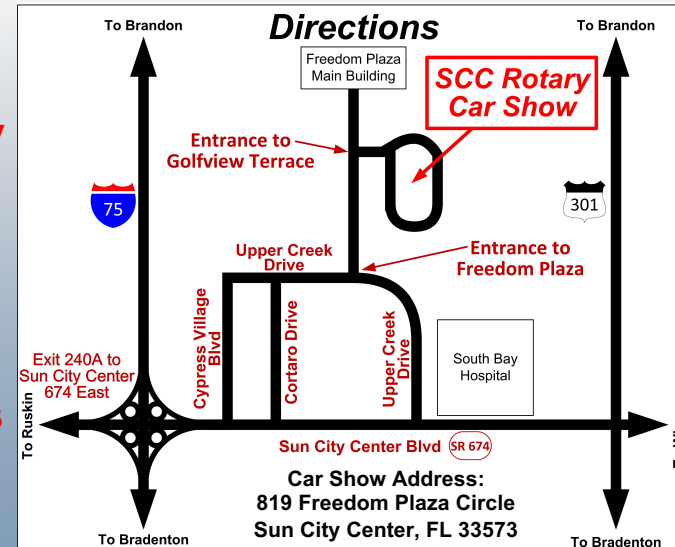 Directions
To Brandon
To Brandon
Freedom Plaza
Main Building
SCC Rotary
Car Show
Entrance to
Golfview Terrace
75
301
Upper Creek
Drive
Entrance to
Freedom Plaza
Cypress Village
Blvd
Cortaro Drive
Upper Creek
Drive
South Bay
Hospital
Exit 240A to
Sun City Center
674 East
To Ruskin
Sun City Center Blvd
SR 674
Car Show Address:
819 Freedom Plaza Circle
Sun City Center, FL 33573
To Bradenton
To Bradenton